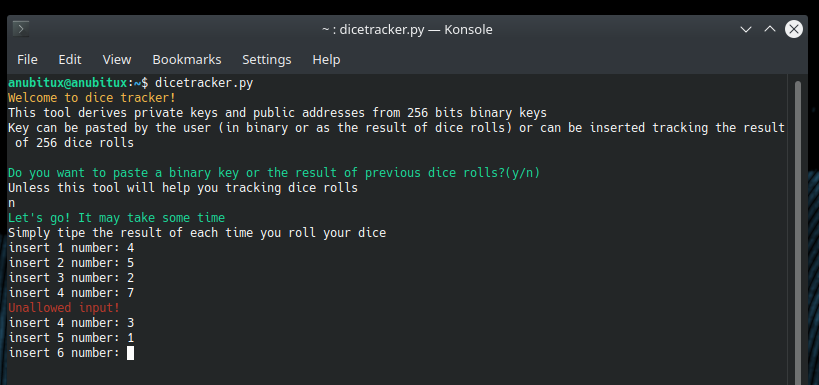 ~ : dicetracker.py — Konsole
File Edit View Bookmarks Settings Help
anubitux@anubitux:~$ dicetracker.py
Welcome to dice tracker!
This tool derives private keys and public addresses from 256 bits binary keys
Key can be pasted by the user (in binary or as the result of dice rolls) or can be inserted tracking the result
 of 256 dice rolls
Do you want to paste a binary key or the result of previous dice rolls?(y/n)
Unless this tool will help you tracking dice rolls
n
Let's go! It may take some time
Simply tipe the result of each time you roll your dice
insert 1 number: 4
insert 2 number: 5
insert 3 number: 2
insert 4 number: 7
Unallowed input!
insert 4 number: 3
insert 5 number: 1
insert 6 number: